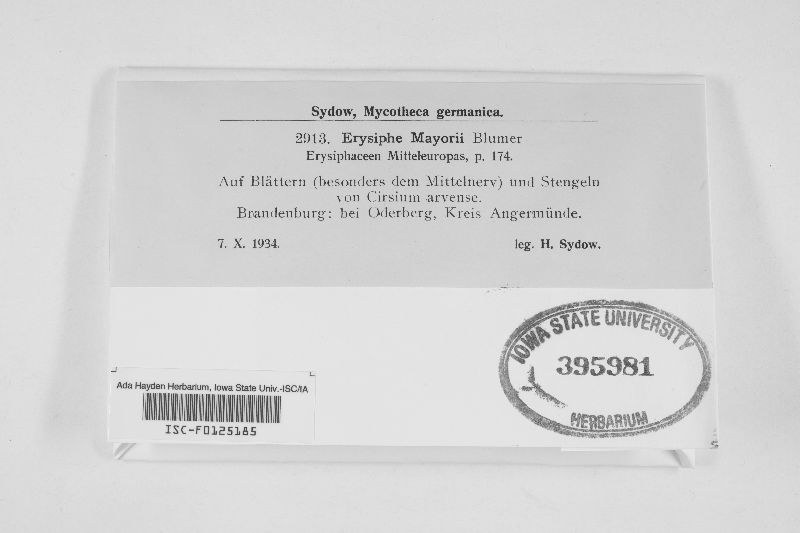 Sydow, Mycotheca germanica.
2913. Erysiphe Mayorii Blumer
Erysiphaceen Mitteleuropas, p. 174.
Auf Blättern (besonders dem Mittelnerv) und Stengeln
von Cirsium arvense.
Brandenburg: bei Oderberg, Kreis Angermünde.
7. X. 1934. leg. H. Sydow.
IOWA STATE UNIVERSITY
395981
HERBARIUM
Ada Hayden Herbarium, Iowa State Univ.-ISC/IA
ISC-F0125185